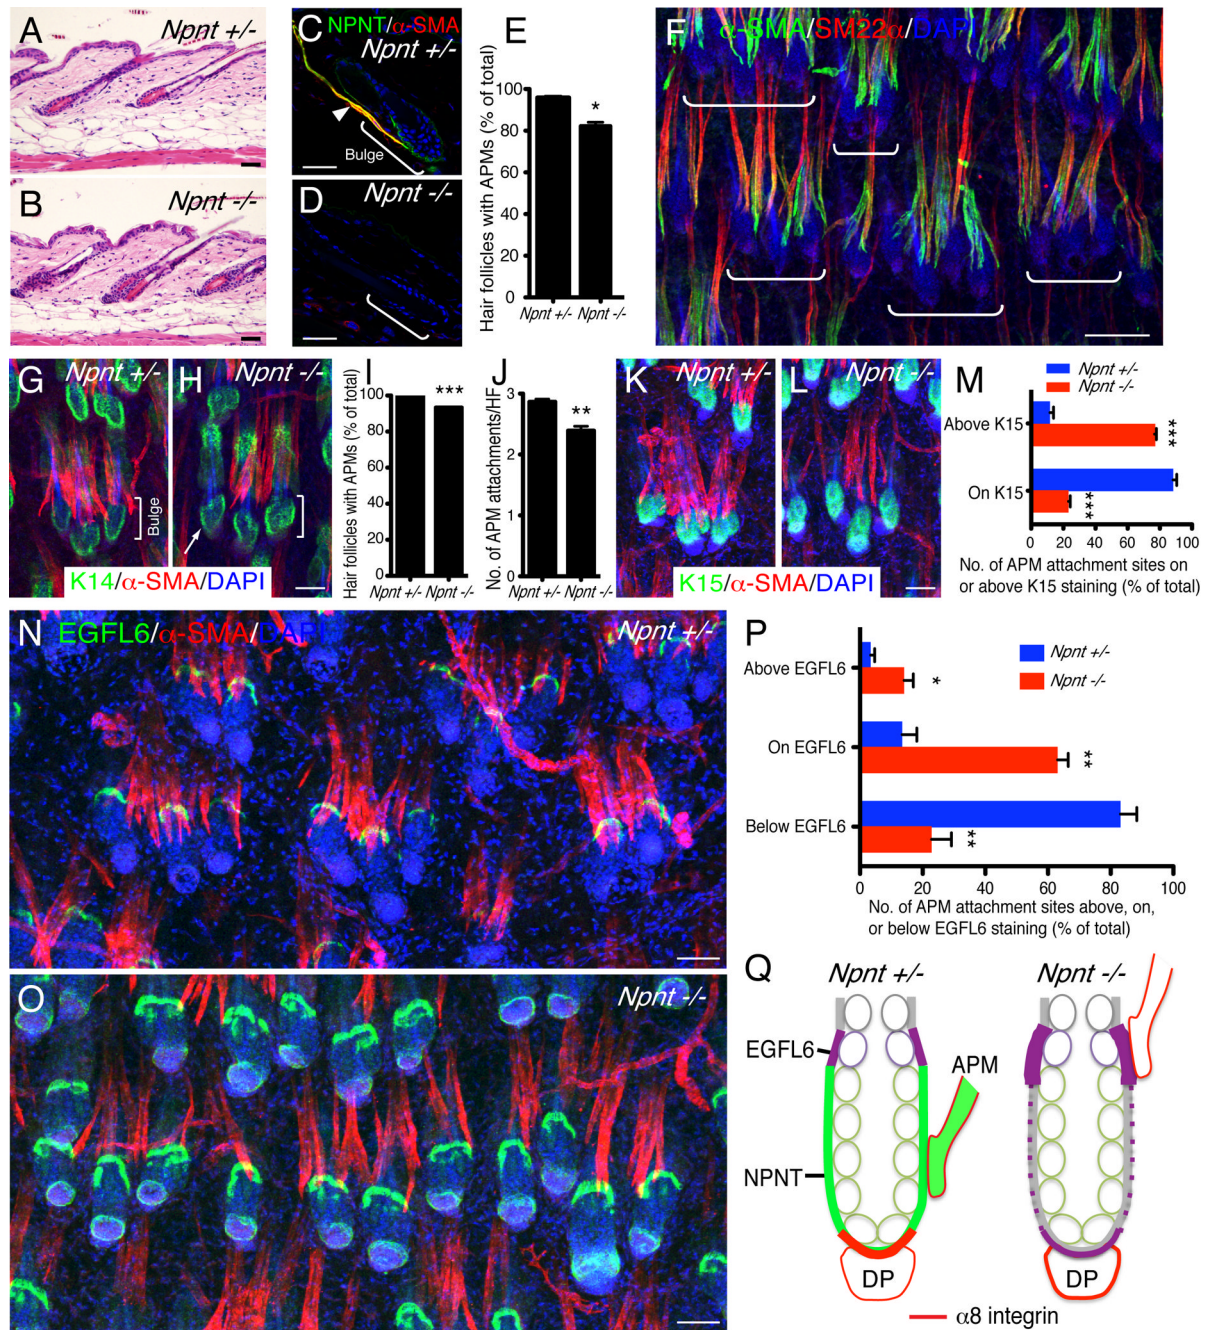 A
Npnt +/-
B
Npnt -/-
C
NPNT/α-SMA
Npnt +/-
Bulge
D
Npnt -/-
E
Hair follicles with APMs (% of total)
100
80
60
40
20
0
*
Npnt +/- Npnt -/-
F
α-SMA/SM22α/DAPI
G
Npnt +/-
Bulge
H
Npnt -/-
K14/α-SMA/DAPI
I
Hair follicles with APMs (% of total)
100
80
60
40
20
0
***
Npnt +/- Npnt -/-
J
No. of APM attachments/HF
3
2
1
0
**
Npnt +/- Npnt -/-
K
Npnt +/-
L
Npnt -/-
K15/α-SMA/DAPI
M
Npnt +/-
Npnt -/-
Above K15
***
On K15
***
0 20 40 60 80 100
No. of APM attachment sites on
or above K15 staining (% of total)
N
EGFL6/α-SMA/DAPI
Npnt +/-
O
Npnt -/-
P
Npnt +/-
Npnt -/-
Above EGFL6
*
On EGFL6
**
Below EGFL6
**
0 20 40 60 80 100
No. of APM attachment sites above, on,
or below EGFL6 staining (% of total)
Q
Npnt +/-
Npnt -/-
EGFL6
APM
NPNT
DP
DP
α8 integrin